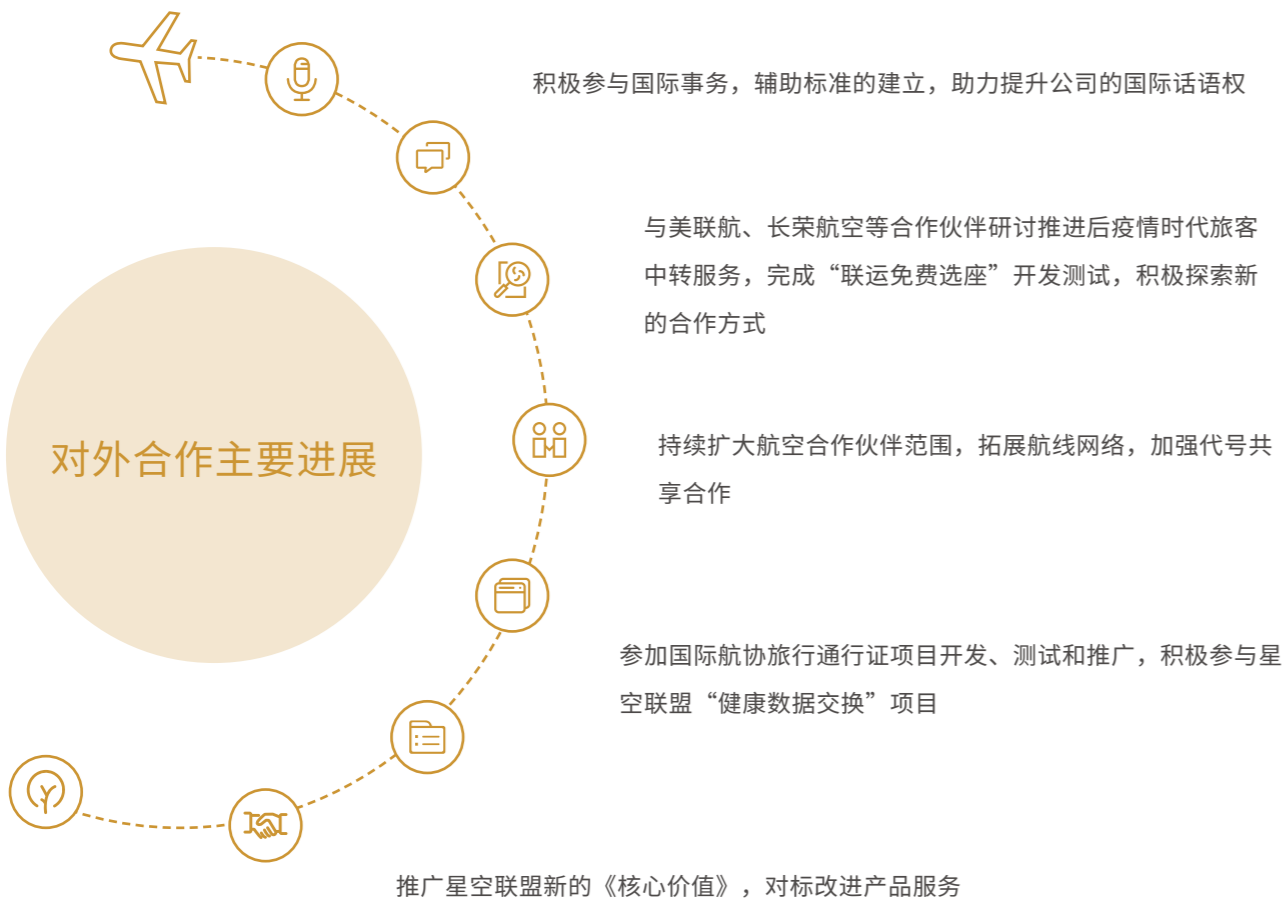 积极参与国际事务，辅助标准的建立，助力提升公司的国际话语权
与美联航、长荣航空等合作伙伴研讨推进后疫情时代旅客
中转服务，完成“联运免费选座”开发测试，积极探索新
的合作方式
对外合作主要进展
持续扩大航空合作伙伴范围，拓展航线网络，加强代号共
享合作
参加国际航协旅行通行证项目开发、测试和推广，积极参与星
空联盟“健康数据交换”项目
推广星空联盟新的《核心价值》，对标改进产品服务